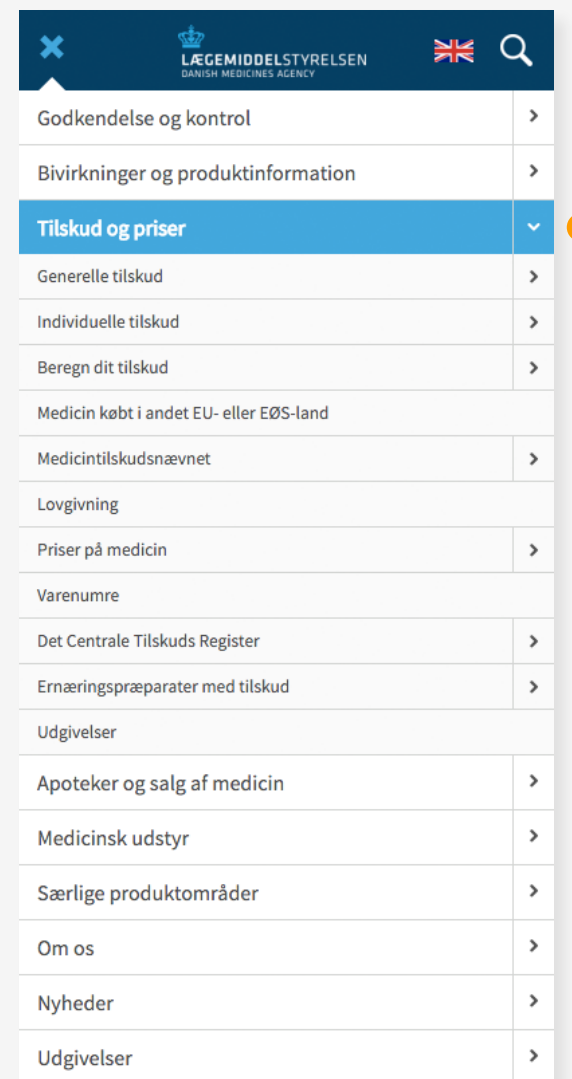 LÆGEMIDDELSTYRELSEN
DANISH MEDICINES AGENCY
Godkendelse og kontrol
Bivirkninger og produktinformation
Tilskud og priser
Generelle tilskud
Individuelle tilskud
Beregn dit tilskud
Medicin købt i andet EU- eller EØS-land
Medicintilskudsnævnet
Lovgivning
Priser på medicin
Varenumre
Det Centrale Tilskuds Register
Ernæringspræparater med tilskud
Udgivelser
Apoteker og salg af medicin
Medicinsk udstyr
Særlige produktområder
Om os
Nyheder
Udgivelser